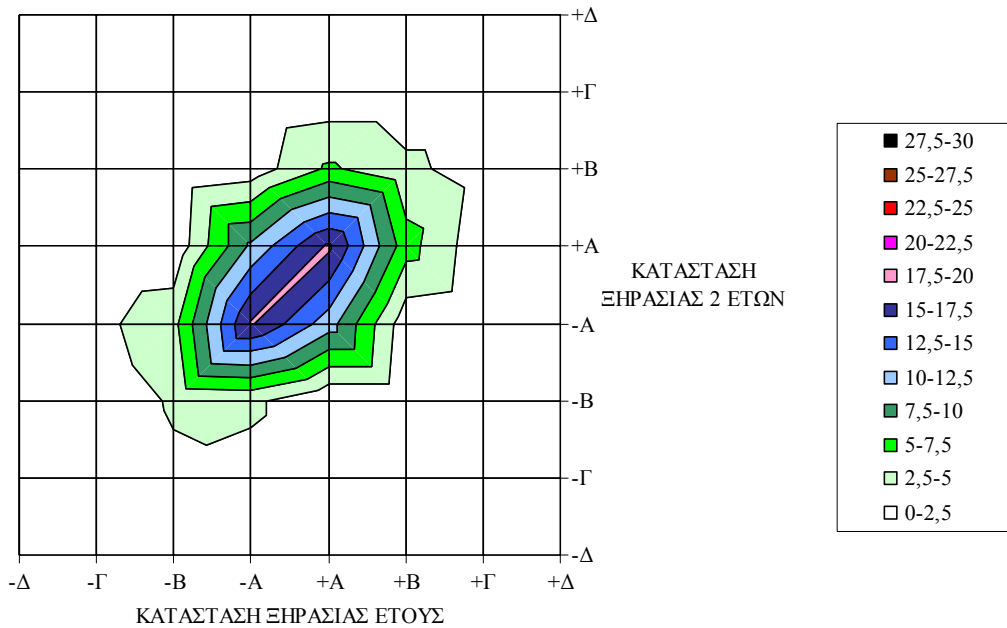 +Δ
+Γ
+Β
+Α
-Α
-Β
-Γ
-Δ
-Δ -Γ -Β -Α +Α +Β +Γ +Δ
ΚΑΤΑΣΤΑΣΗ ΞΗΡΑΣΙΑΣ ΕΤΟΥΣ
ΚΑΤΑΣΤΑΣΗ
ΞΗΡΑΣΙΑΣ 2 ΕΤΩΝ
27,5-30
25-27,5
22,5-25
20-22,5
17,5-20
15-17,5
12,5-15
10-12,5
7,5-10
5-7,5
2,5-5
0-2,5